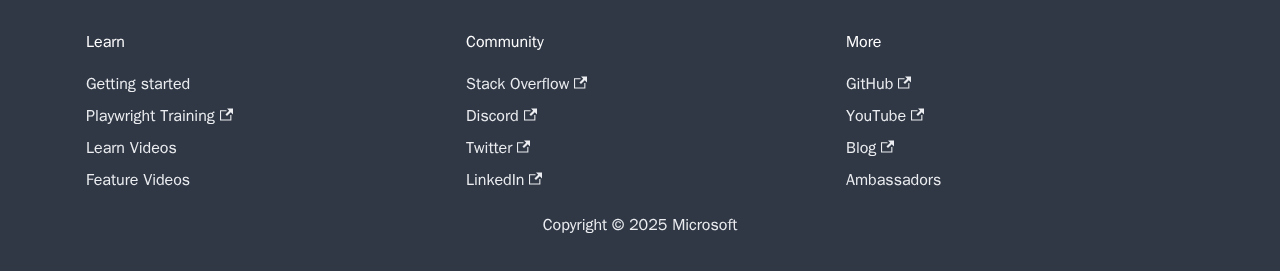 Learn
Getting started
Playwright Training
Learn Videos
Feature Videos
Community
Stack Overflow
Discord
Twitter
LinkedIn
More
GitHub
YouTube
Blog
Ambassadors
Copyright © 2025 Microsoft